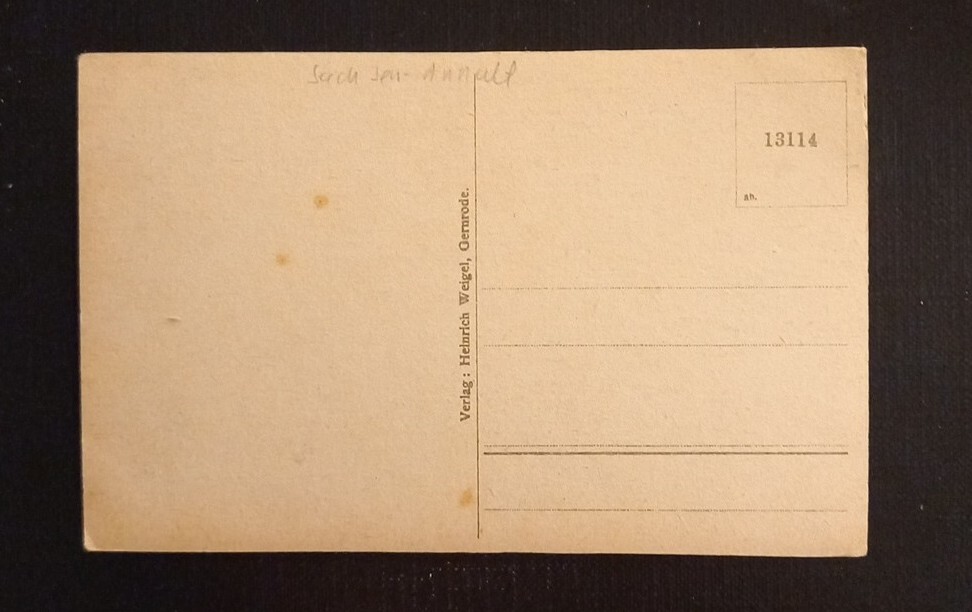 Sachsen-Anhalt
13114
ab.
Verlag: Heinrich Weigel, Gernrode.